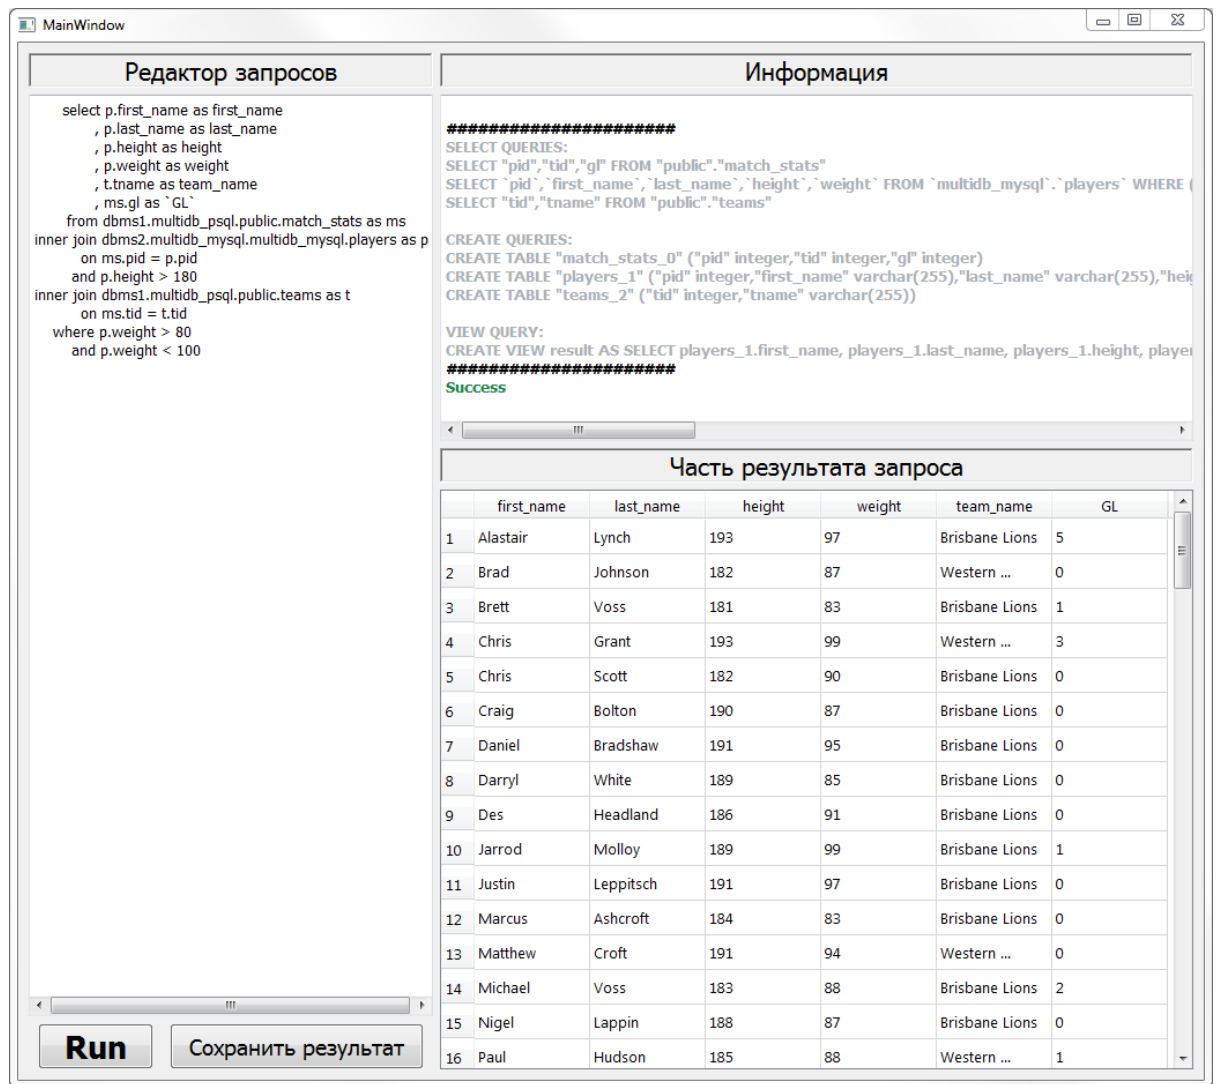 MainWindow
Редактор запросов
select p.first_name as first_name
, p.last_name as last_name
, p.height as height
, p.weight as weight
, t.tname as team_name
, ms.gl as `GL`
from dbms1.multidb_psql.public.match_stats as ms
inner join dbms2.multidb_mysql.multidb_mysql.players as p
on ms.pid = p.pid
and p.height > 180
inner join dbms1.multidb_psql.public.teams as t
on ms.tid = t.tid
where p.weight > 80
and p.weight < 100
Run
Сохранить результат
Информация
######################
SELECT QUERIES:
SELECT "pid","tid","gl" FROM "public"."match_stats"
SELECT `pid`,`first_name`,`last_name`,`height`,`weight` FROM `multidb_mysql`.`players` WHERE (
SELECT "tid","tname" FROM "public"."teams"
CREATE QUERIES:
CREATE TABLE "match_stats_0" ("pid" integer,"tid" integer,"gl" integer)
CREATE TABLE "players_1" ("pid" integer,"first_name" varchar(255),"last_name" varchar(255),"heig
CREATE TABLE "teams_2" ("tid" integer,"tname" varchar(255))
VIEW QUERY:
CREATE VIEW result AS SELECT players_1.first_name, players_1.last_name, players_1.height, player
######################
Success
Часть результата запроса
first_name last_name height weight team_name GL
1 Alastair Lynch 193 97 Brisbane Lions 5
2 Brad Johnson 182 87 Western ... 0
3 Brett Voss 181 83 Brisbane Lions 1
4 Chris Grant 193 99 Western ... 3
5 Chris Scott 182 90 Brisbane Lions 0
6 Craig Bolton 190 87 Brisbane Lions 0
7 Daniel Bradshaw 191 95 Brisbane Lions 0
8 Darryl White 189 85 Brisbane Lions 0
9 Des Headland 186 91 Brisbane Lions 0
10 Jarrod Molloy 189 99 Brisbane Lions 1
11 Justin Leppitsch 191 97 Brisbane Lions 0
12 Marcus Ashcroft 184 83 Brisbane Lions 0
13 Matthew Croft 191 94 Western ... 0
14 Michael Voss 183 88 Brisbane Lions 2
15 Nigel Lappin 188 87 Brisbane Lions 0
16 Paul Hudson 185 88 Western ... 1